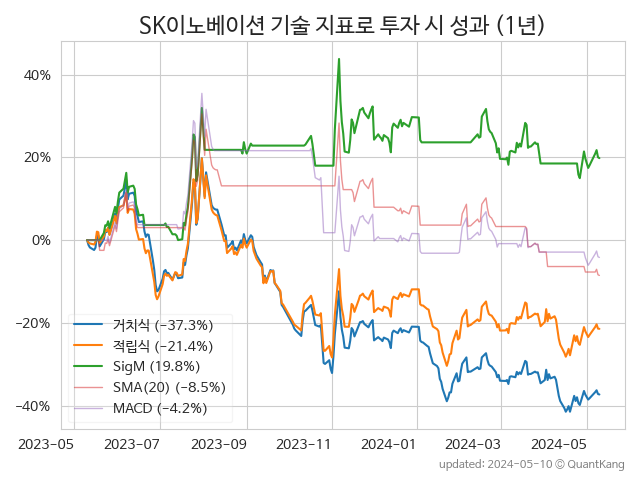 SK이노베이션 기술 지표로 투자 시 성과 (1년)
40%
20%
0%
−20%
−40%
거치식 (−37.3%)
적립식 (−21.4%)
SigM (19.8%)
SMA(20) (−8.5%)
MACD (−4.2%)
2023-05
2023-07
2023-09
2023-11
2024-01
2024-03
2024-05
updated: 2024-05-10 © QuantKang